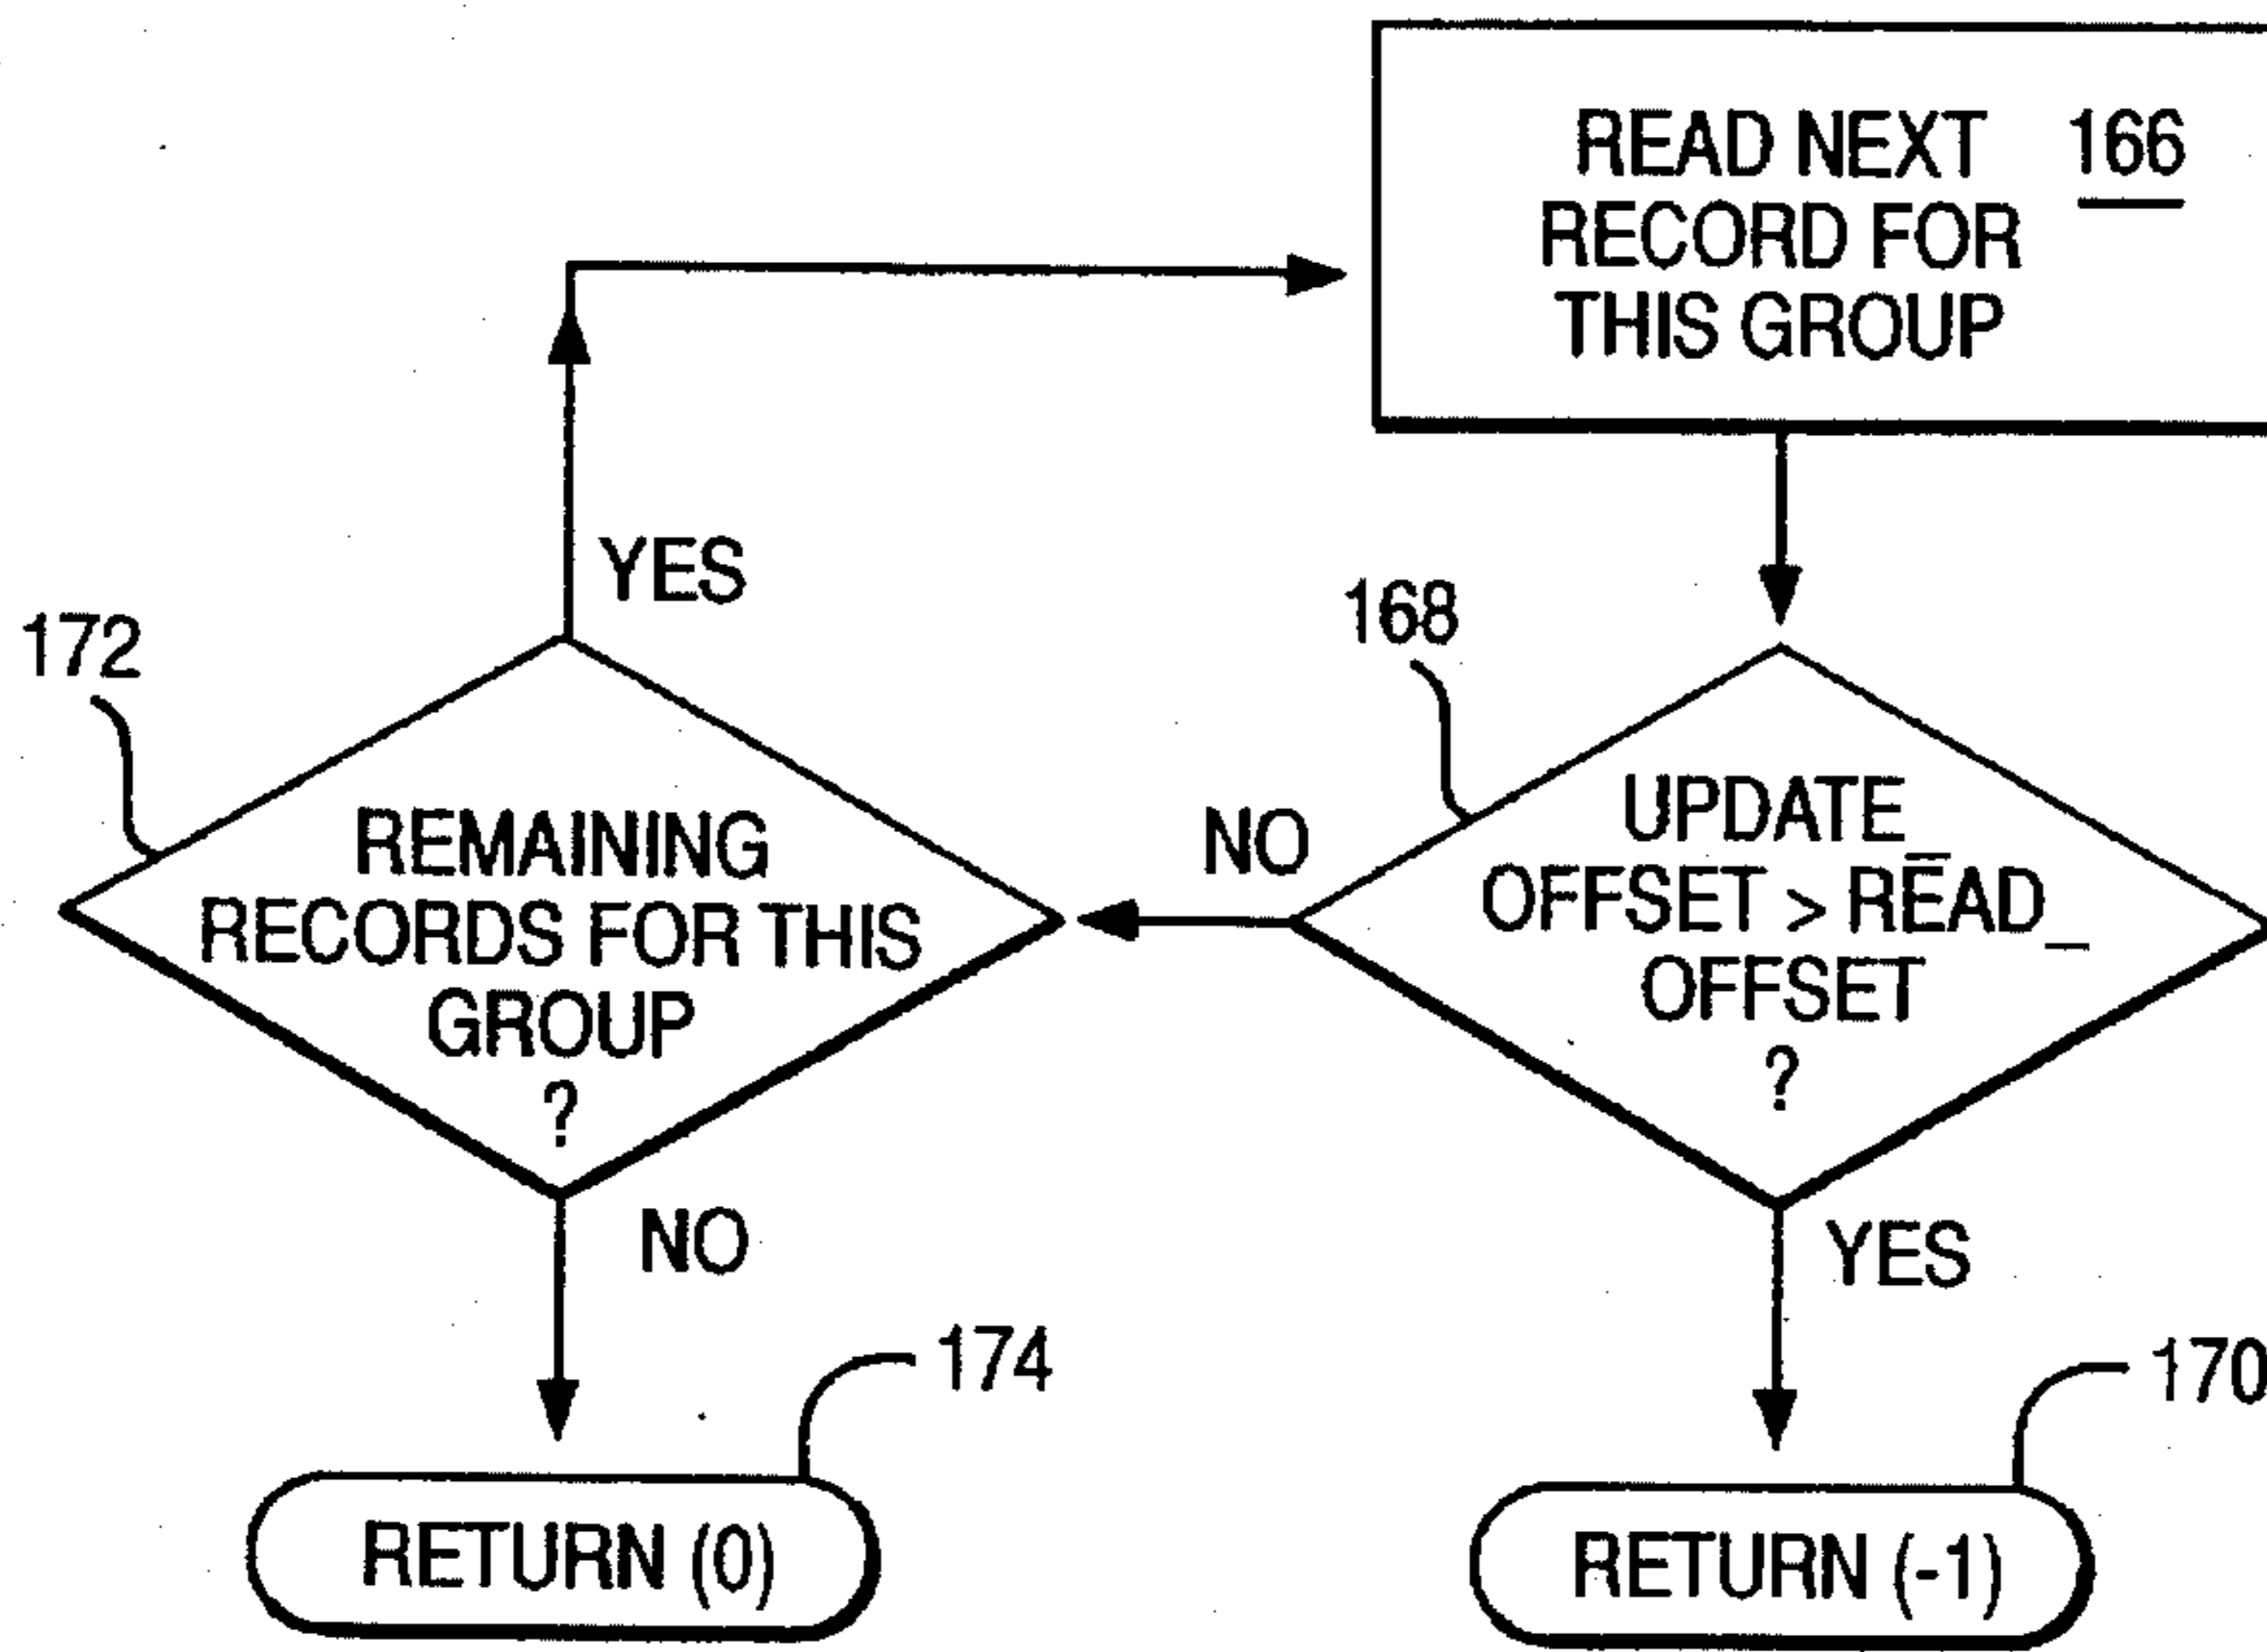 READ NEXT 166
RECORD FOR
THIS GROUP
YES
172
168
REMAINING
RECORDS FOR THIS
GROUP
?
NO
UPDATE_
OFFSET > READ_
OFFSET
?
NO
YES
174
170
RETURN (0)
RETURN (-1)